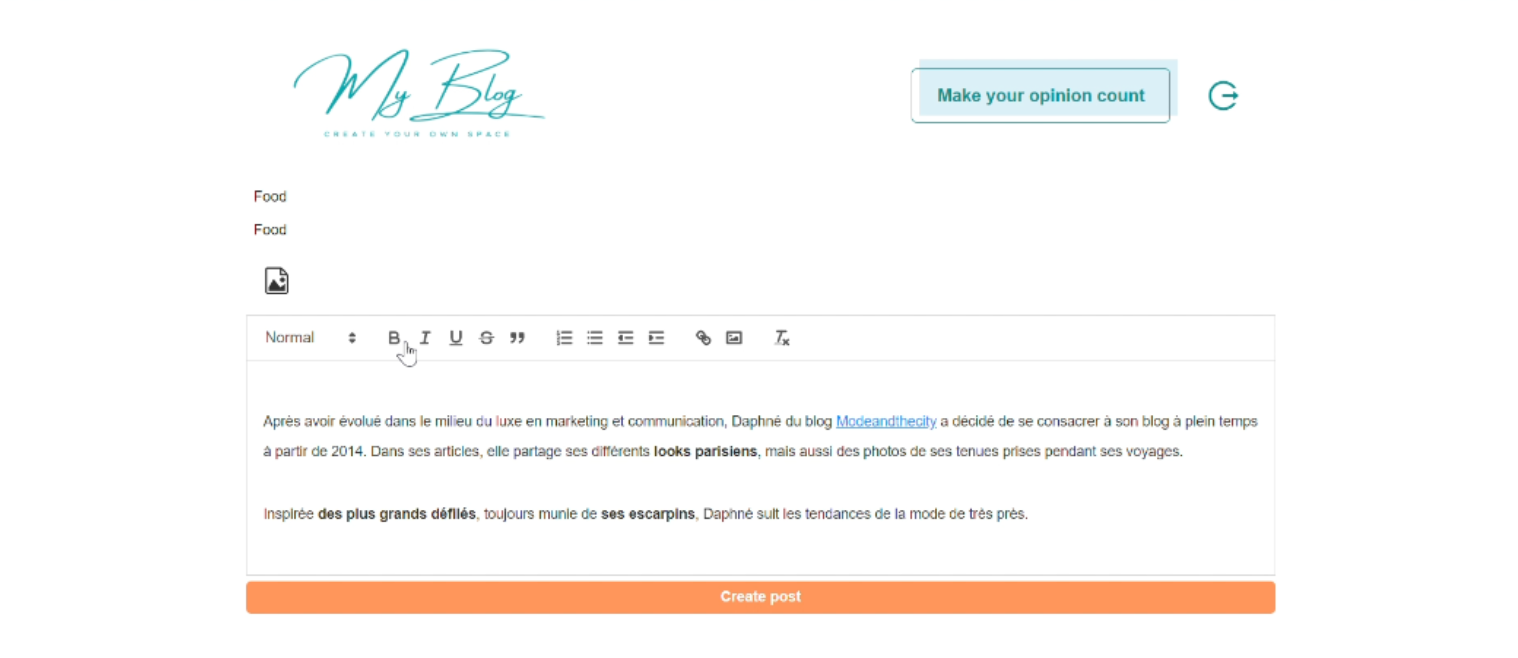 My Blog
CREATE YOUR OWN SPACE
Make your opinion count
Food
Food
Normal
Après avoir évolué dans le milieu du luxe en marketing et communication, Daphné du blog Modeandthecity a décidé de se consacrer à son blog à plein temps
à partir de 2014. Dans ses articles, elle partage ses différents looks parisiens, mais aussi des photos de ses tenues prises pendant ses voyages.
Inspirée des plus grands défilés, toujours munie de ses escarpins, Daphné suit les tendances de la mode de très près.
Create post